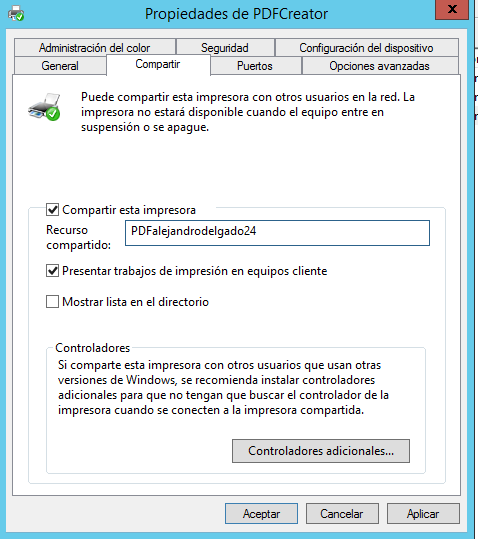 Propiedades de PDFCreator
x
Administración del color
Seguridad
Configuración del dispositivo
General
Compartir
Puertos
Opciones avanzadas
Puede compartir esta impresora con otros usuarios en la red. La
impresora no estará disponible cuando el equipo entre en
suspensión o se apague.
Compartir esta impresora
Recurso
compartido:
PDFalejandrodelgado24
Presentar trabajos de impresión en equipos cliente
Mostrar lista en el directorio
Controladores
Si comparte esta impresora con otros usuarios que usan otras
versiones de Windows, se recomienda instalar controladores
adicionales para que no tengan que buscar el controlador de la
impresora cuando se conecten a la impresora compartida.
Controladores adicionales...
Aceptar
Cancelar
Aplicar